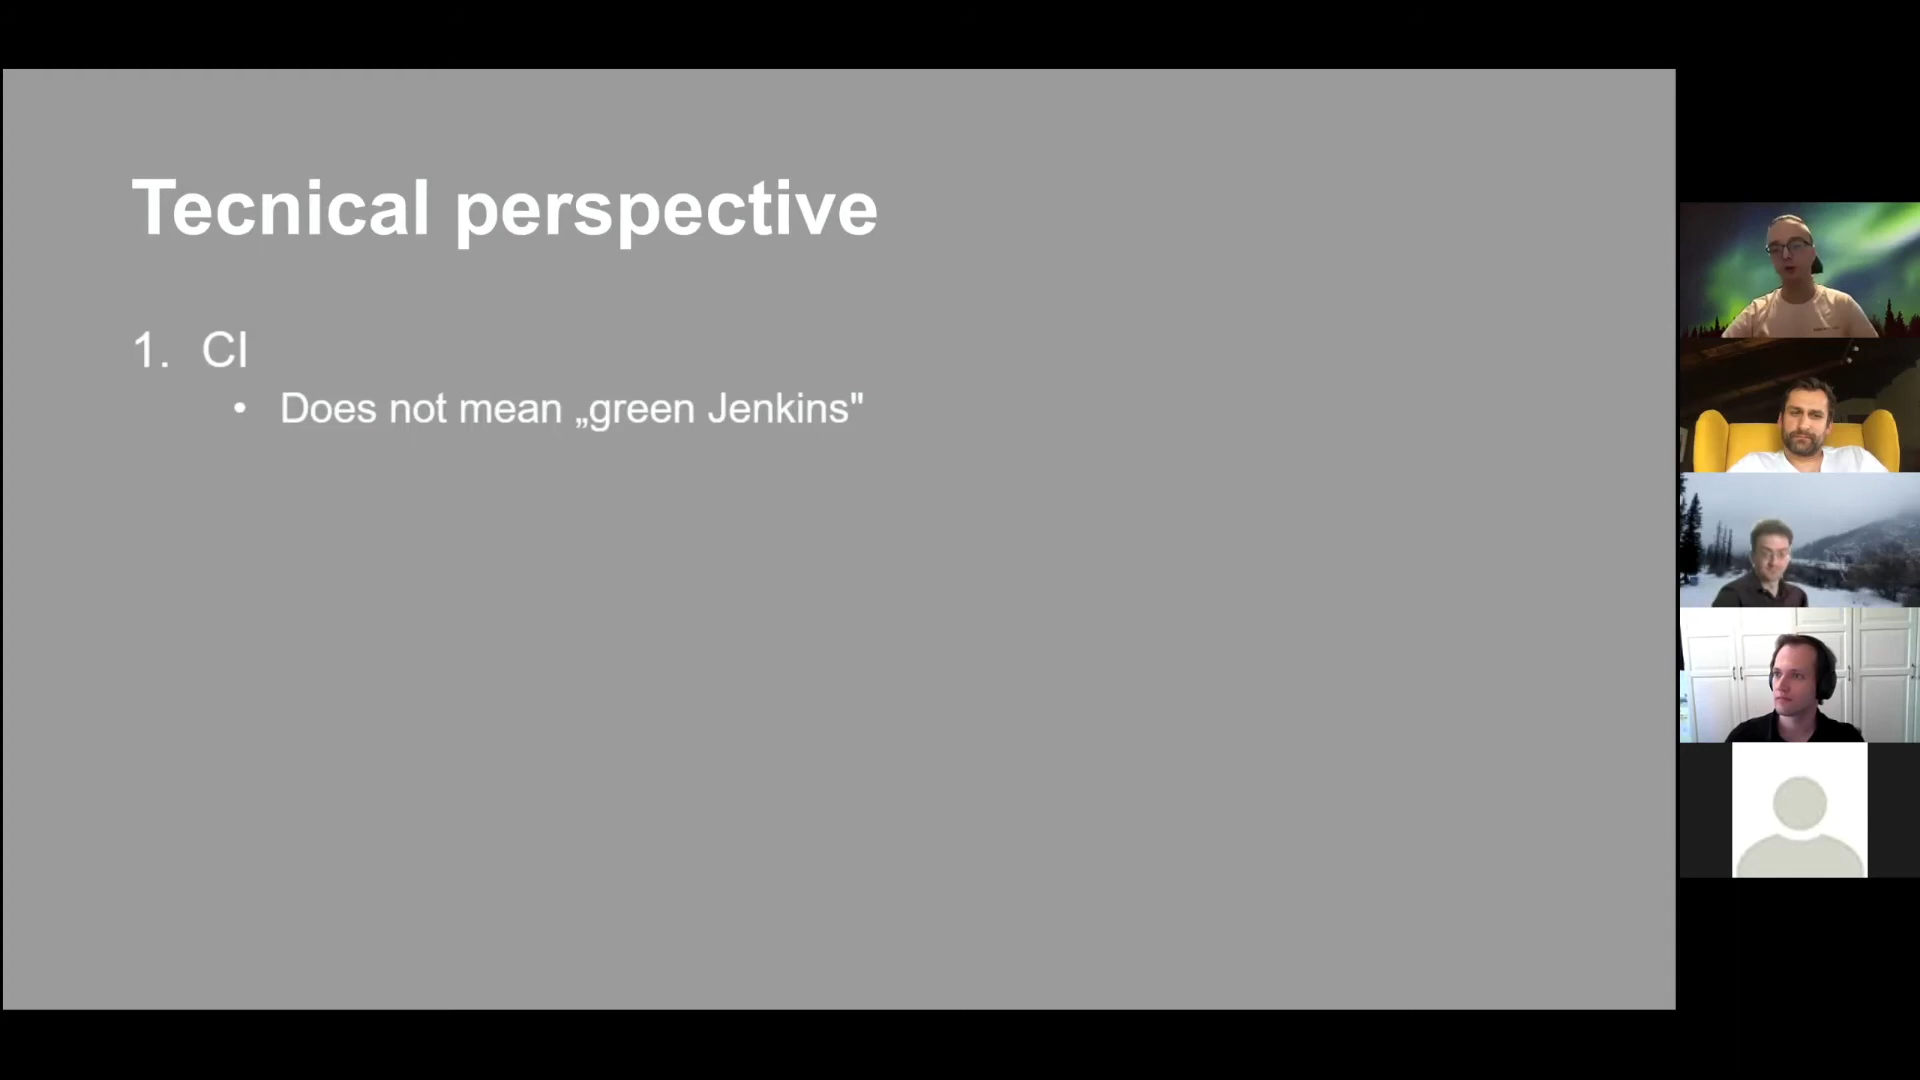 Tecnical perspective
1. CI
• Does not mean „green Jenkins"